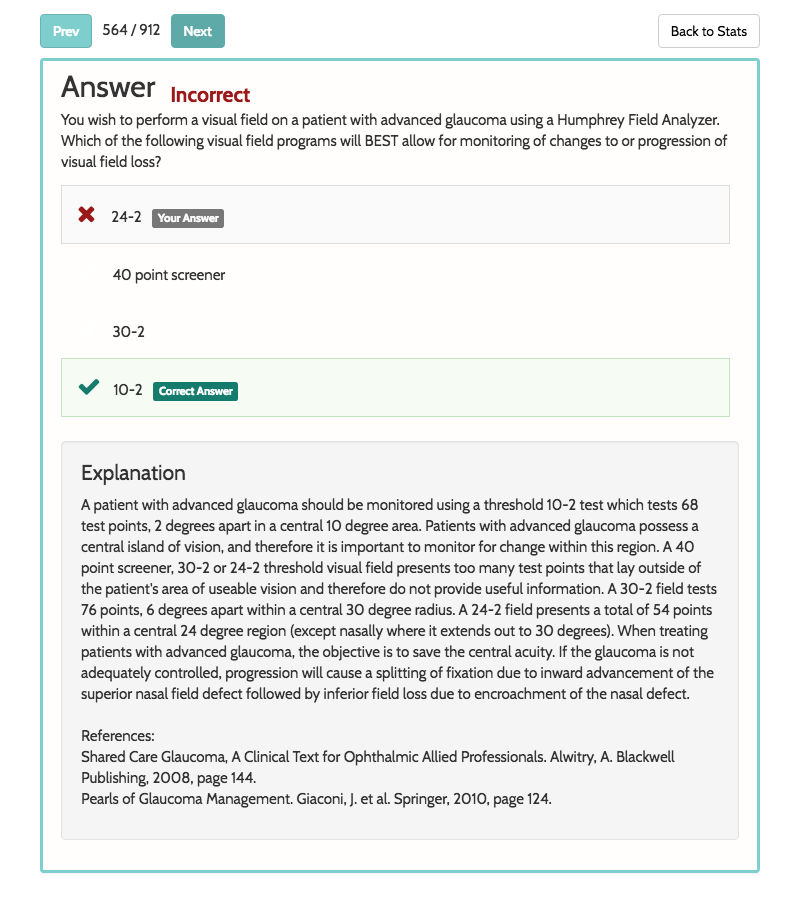 Prev 564 / 912 Next Back to Stats
Answer Incorrect
You wish to perform a visual field on a patient with advanced glaucoma using a Humphrey Field Analyzer.
Which of the following visual field programs will BEST allow for monitoring of changes to or progression of
visual field loss?
24-2 Your Answer
40 point screener
30-2
10-2 Correct Answer
Explanation
A patient with advanced glaucoma should be monitored using a threshold 10-2 test which tests 68
test points, 2 degrees apart in a central 10 degree area. Patients with advanced glaucoma possess a
central island of vision, and therefore it is important to monitor for change within this region. A 40
point screener, 30-2 or 24-2 threshold visual field presents too many test points that lay outside of
the patient's area of useable vision and therefore do not provide useful information. A 30-2 field tests
76 points, 6 degrees apart within a central 30 degree radius. A 24-2 field presents a total of 54 points
within a central 24 degree region (except nasally where it extends out to 30 degrees). When treating
patients with advanced glaucoma, the objective is to save the central acuity. If the glaucoma is not
adequately controlled, progression will cause a splitting of fixation due to inward advancement of the
superior nasal field defect followed by inferior field loss due to encroachment of the nasal defect.
References:
Shared Care Glaucoma, A Clinical Text for Ophthalmic Allied Professionals. Alwitry, A. Blackwell
Publishing, 2008, page 144.
Pearls of Glaucoma Management. Giaconi, J. et al. Springer, 2010, page 124.